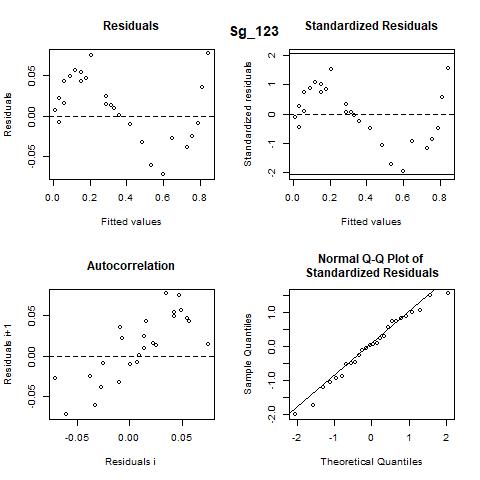 Sg_123
Residuals
Residuals
-0.05 0.00 0.05
0.0 0.2 0.4 0.6 0.8
Fitted values
Standardized Residuals
Standardized residuals
-2 -1 0 1 2
0.0 0.2 0.4 0.6 0.8
Fitted values
Autocorrelation
Residuals i+1
-0.05 0.00 0.05
-0.05 0.00 0.05
Residuals i
Normal Q-Q Plot of
Standardized Residuals
Sample Quantiles
-2.0 -1.0 0.0 1.0
-2 -1 0 1 2
Theoretical Quantiles